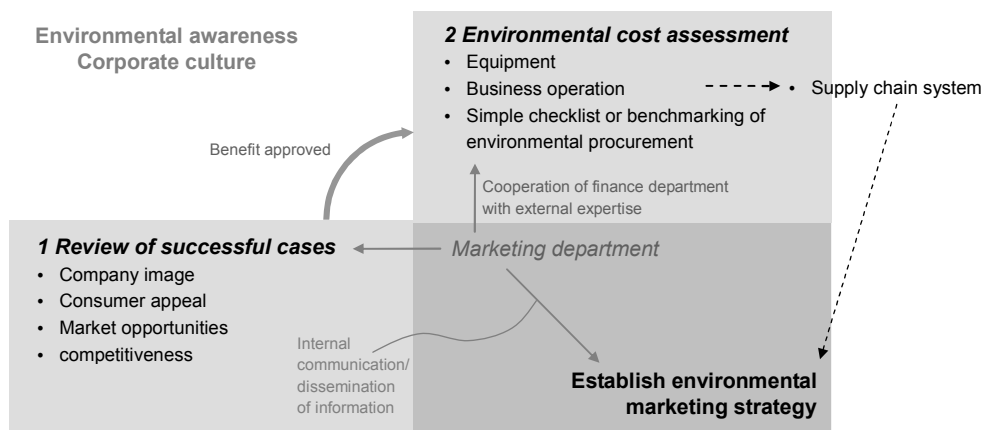 Environmental awareness
Corporate culture
2 Environmental cost assessment
• Equipment
• Business operation
• Simple checklist or benchmarking of
environmental procurement
• Supply chain system
Benefit approved
Cooperation of finance department
with external expertise
1 Review of successful cases
• Company image
• Consumer appeal
• Market opportunities
• competitiveness
Marketing department
Internal
communication/
dissemination
of information
Establish environmental
marketing strategy